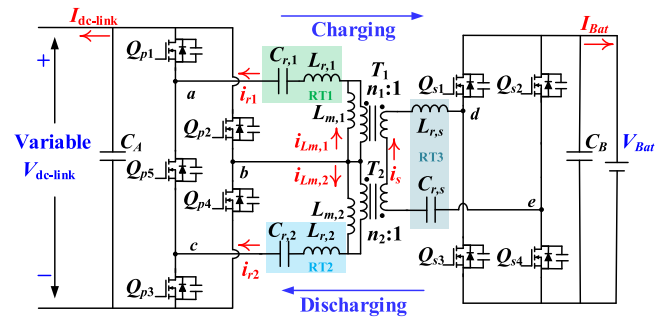 Charging
I_dc-link
I_Bat
Q_p1
C_r,1
L_r,1
T_1
n_1:1
Q_s1
Q_s2
a
i_r1
RT1
L_m,1
d
L_r,s
+
Variable
V_dc-link
C_A
Q_p2
i_Lm,1
C_B
V_Bat
b
RT3
Q_p5
Q_p4
i_Lm,2
T_2
i_s
C_r,s
e
L_m,2
c
C_r,2
L_r,2
n_2:1
i_r2
RT2
Q_s3
Q_s4
−
Q_p3
Discharging